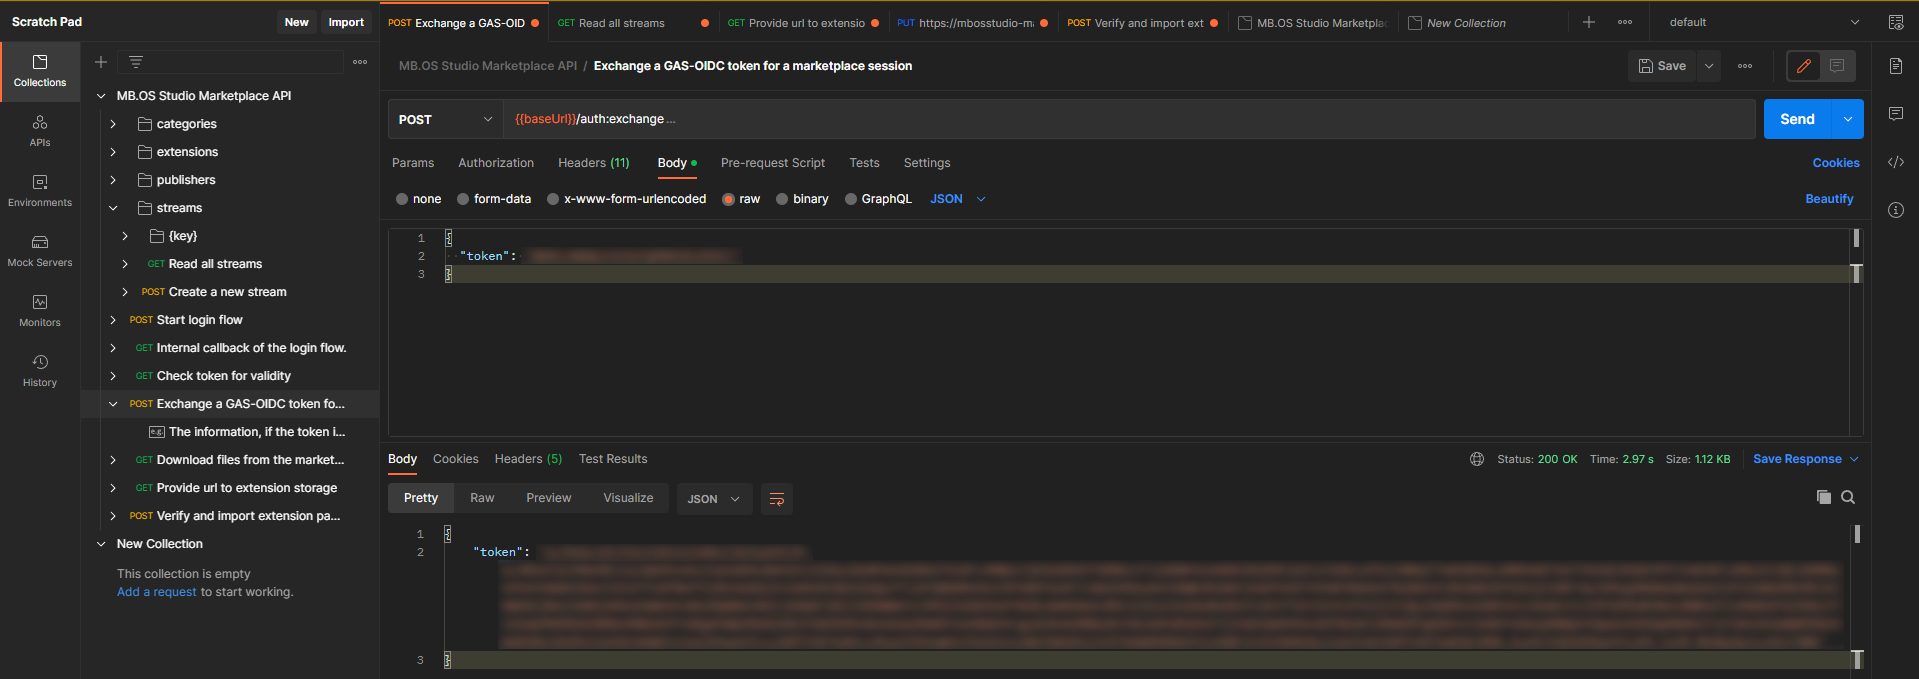 Scratch Pad
New
Import
POST Exchange a GAS-OID
GET Read all streams
GET Provide url to extensio
PUT https://mbosstudio-m
POST Verify and import ext
MB.OS Studio Marketplac
New Collection
default
Collections
APIs
Environments
Mock Servers
Monitors
History
MB.OS Studio Marketplace API
categories
extensions
publishers
streams
{key}
GET Read all streams
POST Create a new stream
POST Start login flow
GET Internal callback of the login flow.
GET Check token for validity
POST Exchange a GAS-OIDC token fo...
e.g. The information, if the token i...
GET Download files from the market...
GET Provide url to extension storage
POST Verify and import extension pa...
New Collection
This collection is empty
Add a request to start working.
MB.OS Studio Marketplace API / Exchange a GAS-OIDC token for a marketplace session
Save
POST
{{baseUrl}}/auth:exchange ...
Send
Params Authorization Headers (11) Body Pre-request Script Tests Settings
Cookies
none form-data x-www-form-urlencoded raw binary GraphQL JSON
Beautify
1 {
2 "token":
3 }
Body Cookies Headers (5) Test Results
Status: 200 OK Time: 2.97 s Size: 1.12 KB
Save Response
Pretty Raw Preview Visualize JSON
1 {
2 "token":
3 }